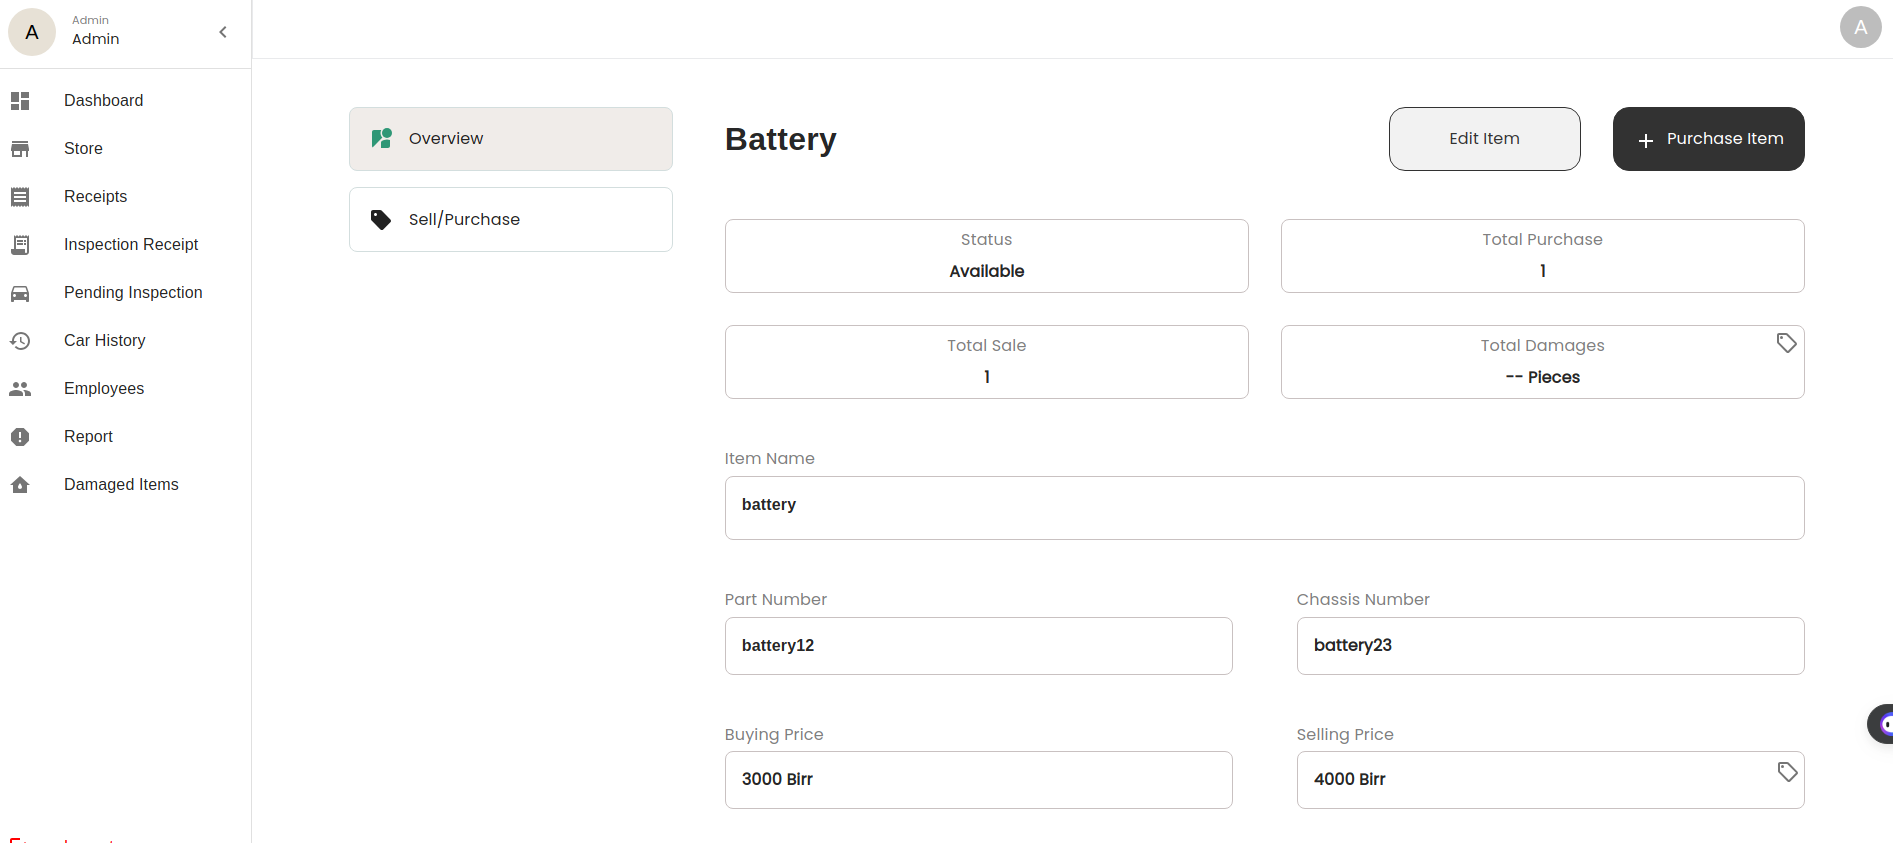 A
Admin
Admin
Dashboard
Store
Receipts
Inspection Receipt
Pending Inspection
Car History
Employees
Report
Damaged Items
A
Overview
Sell/Purchase
Battery
Edit Item
+ Purchase Item
Status
Available
Total Purchase
1
Total Sale
1
Total Damages
-- Pieces
Item Name
battery
Part Number
battery12
Chassis Number
battery23
Buying Price
3000 Birr
Selling Price
4000 Birr